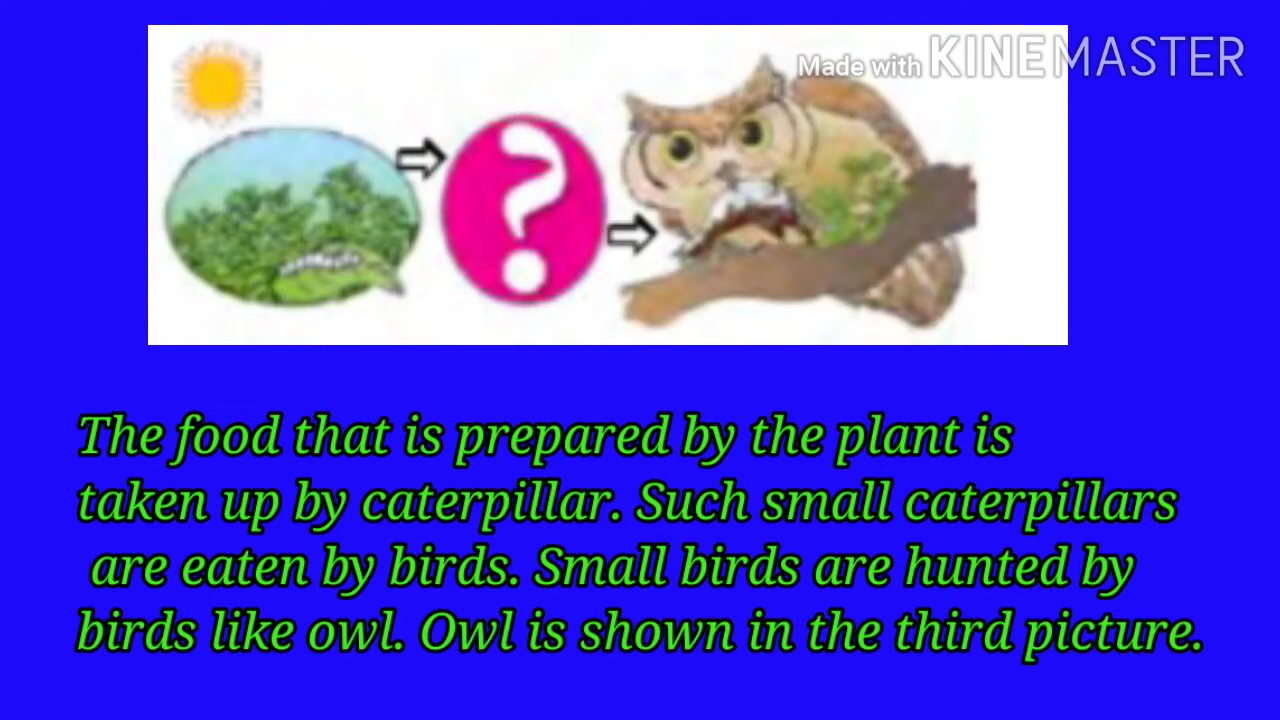 Made with KINEMASTER
?
The food that is prepared by the plant is
taken up by caterpillar. Such small caterpillars
are eaten by birds. Small birds are hunted by
birds like owl. Owl is shown in the third picture.